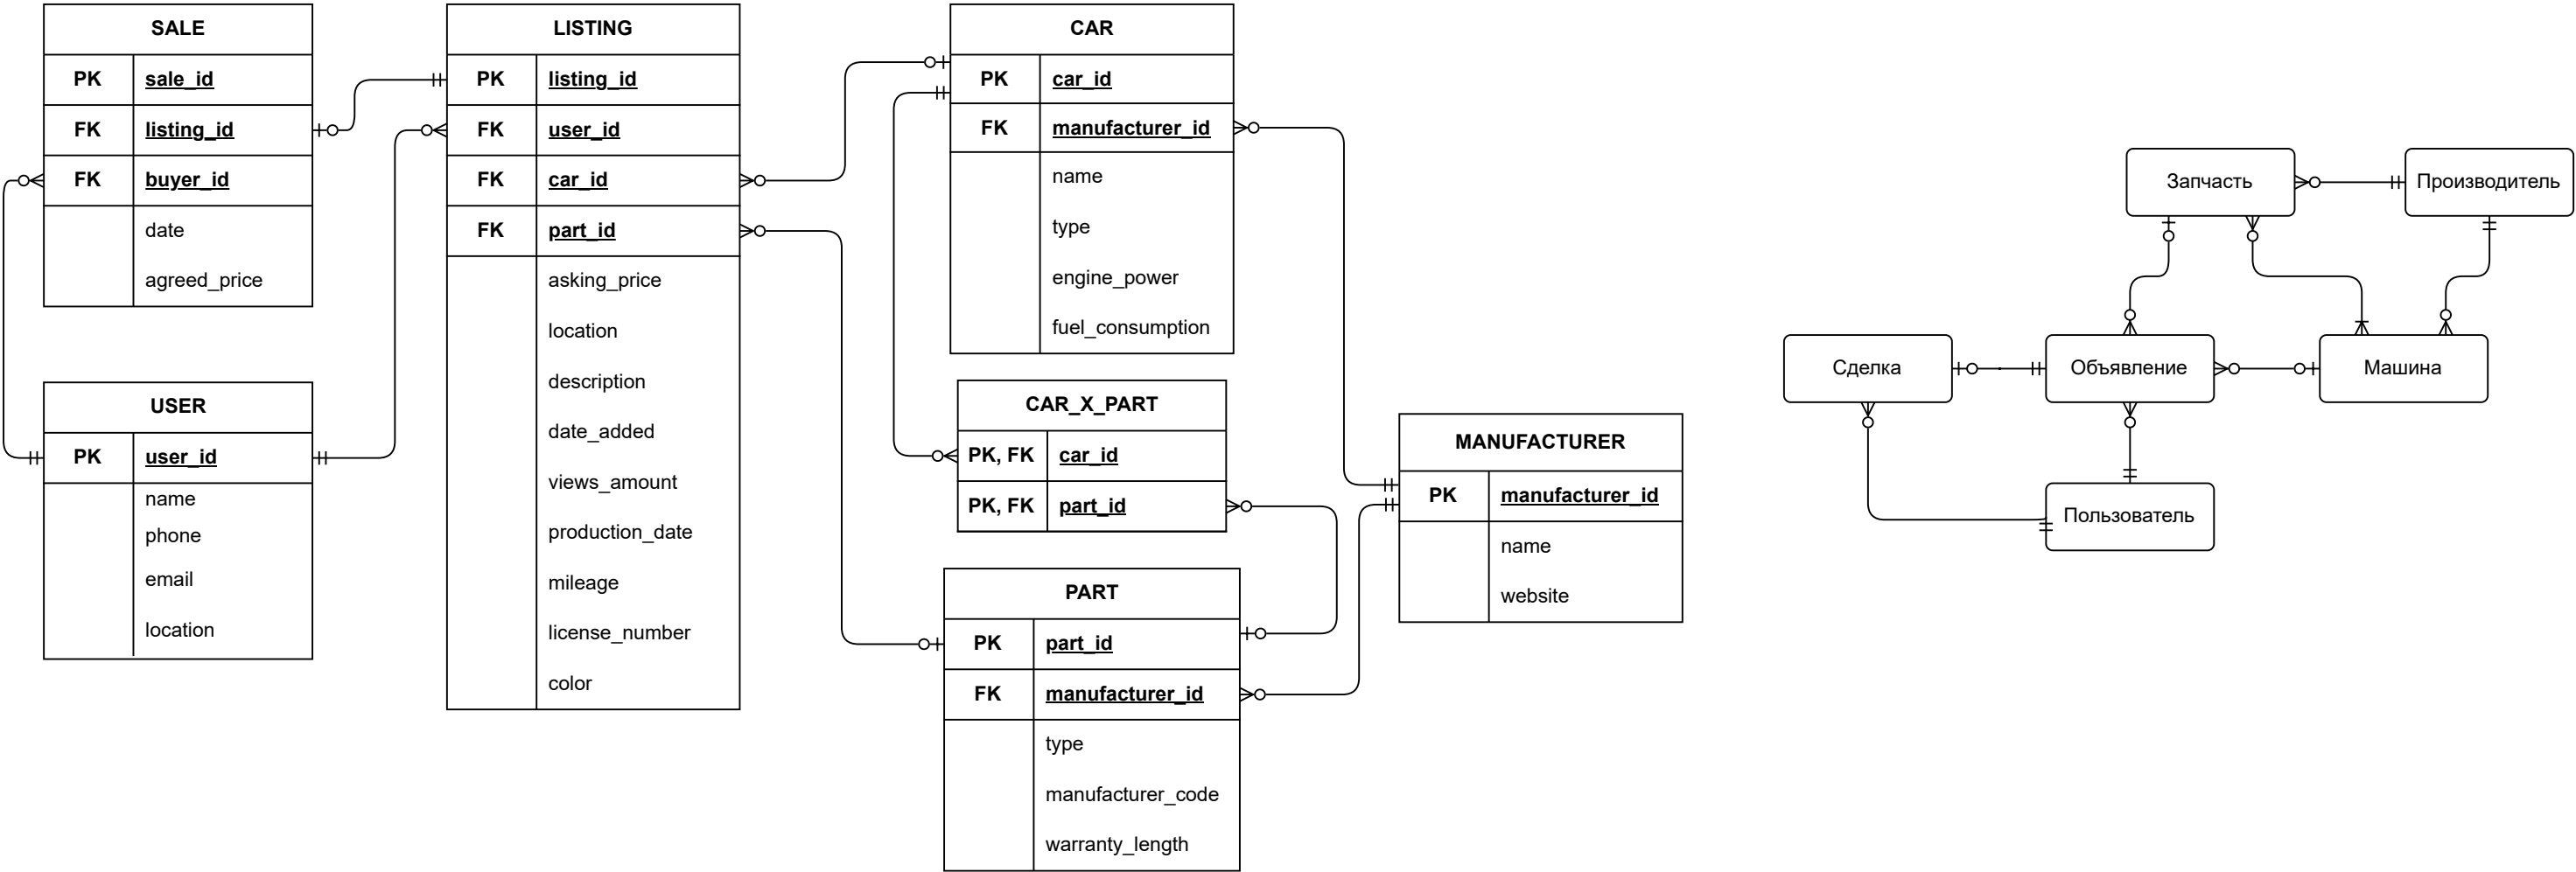 SALE
PK sale_id
FK listing_id
FK buyer_id
date
agreed_price
USER
PK user_id
name
phone
email
location
LISTING
PK listing_id
FK user_id
FK car_id
FK part_id
asking_price
location
description
date_added
views_amount
production_date
mileage
license_number
color
CAR
PK car_id
FK manufacturer_id
name
type
engine_power
fuel_consumption
CAR_X_PART
PK, FK car_id
PK, FK part_id
PART
PK part_id
FK manufacturer_id
type
manufacturer_code
warranty_length
MANUFACTURER
PK manufacturer_id
name
website
Запчасть
Производитель
Сделка
Объявление
Машина
Пользователь